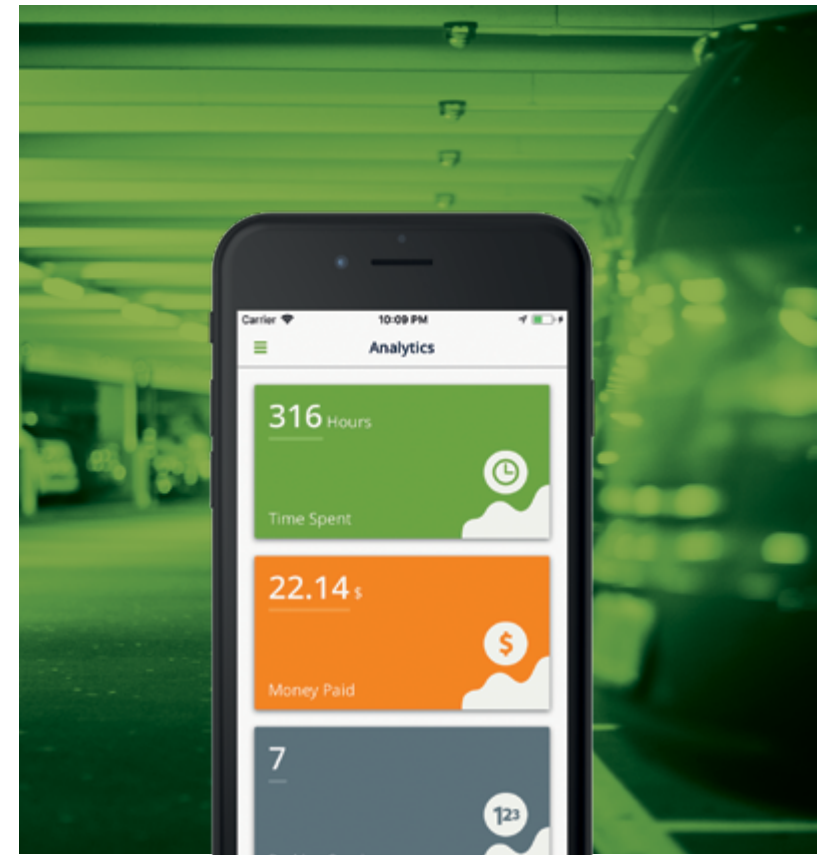 Carrier
10:09 PM
Analytics
316 Hours
Time Spent
22.14 $
$
Money Paid
7
123